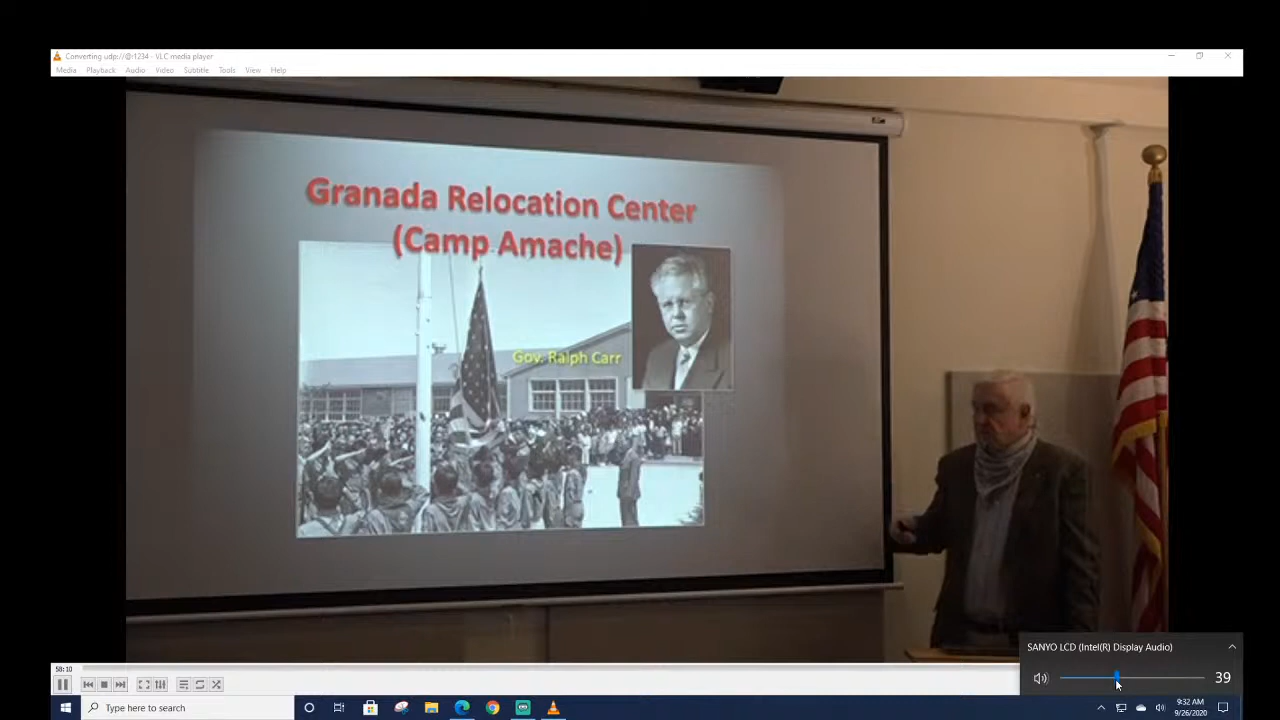 Converting udp://@:1234 - VLC media player
Media Playback Audio Video Subtitle Tools View Help
Granada Relocation Center
(Camp Amache)
Gov. Ralph Carr
SANYO LCD (Intel(R) Display Audio)
39
58:10
Type here to search
9:32 AM
9/26/2020